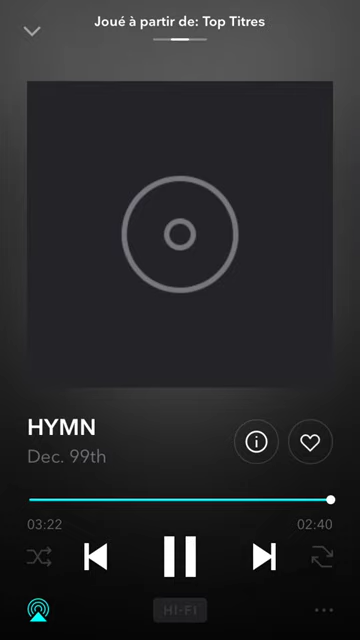 Joué à partir de: Top Titres
HYMN
Dec. 99th
03:22
02:40
HI-FI